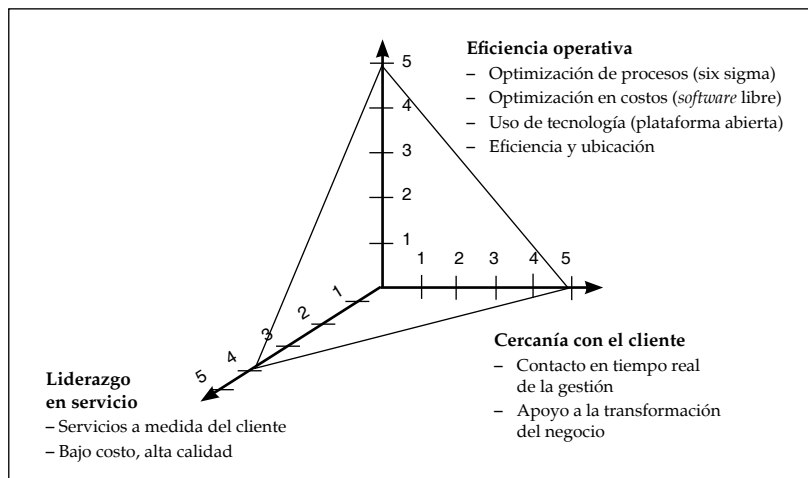 Eficiencia operativa
– Optimización de procesos (six sigma)
– Optimización en costos (software libre)
– Uso de tecnología (plataforma abierta)
– Eficiencia y ubicación
5
4
3
2
1
1 2 3 4 5
1
2
3
4
5
Cercanía con el cliente
– Contacto en tiempo real
de la gestión
– Apoyo a la transformación
del negocio
Liderazgo
en servicio
– Servicios a medida del cliente
– Bajo costo, alta calidad